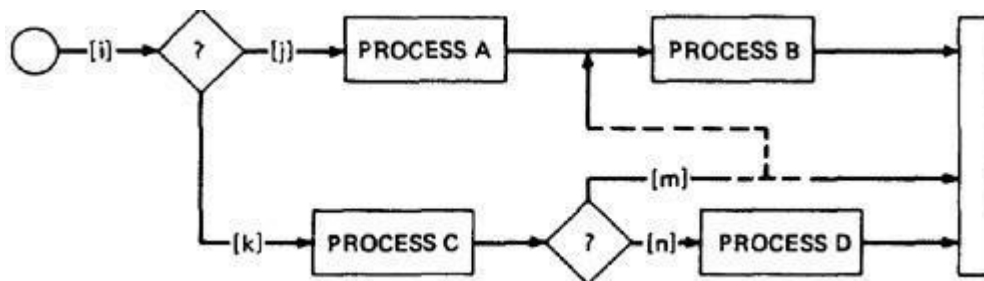 [i] ? [j] PROCESS A PROCESS B
[m]
[k] PROCESS C ? [n] PROCESS D